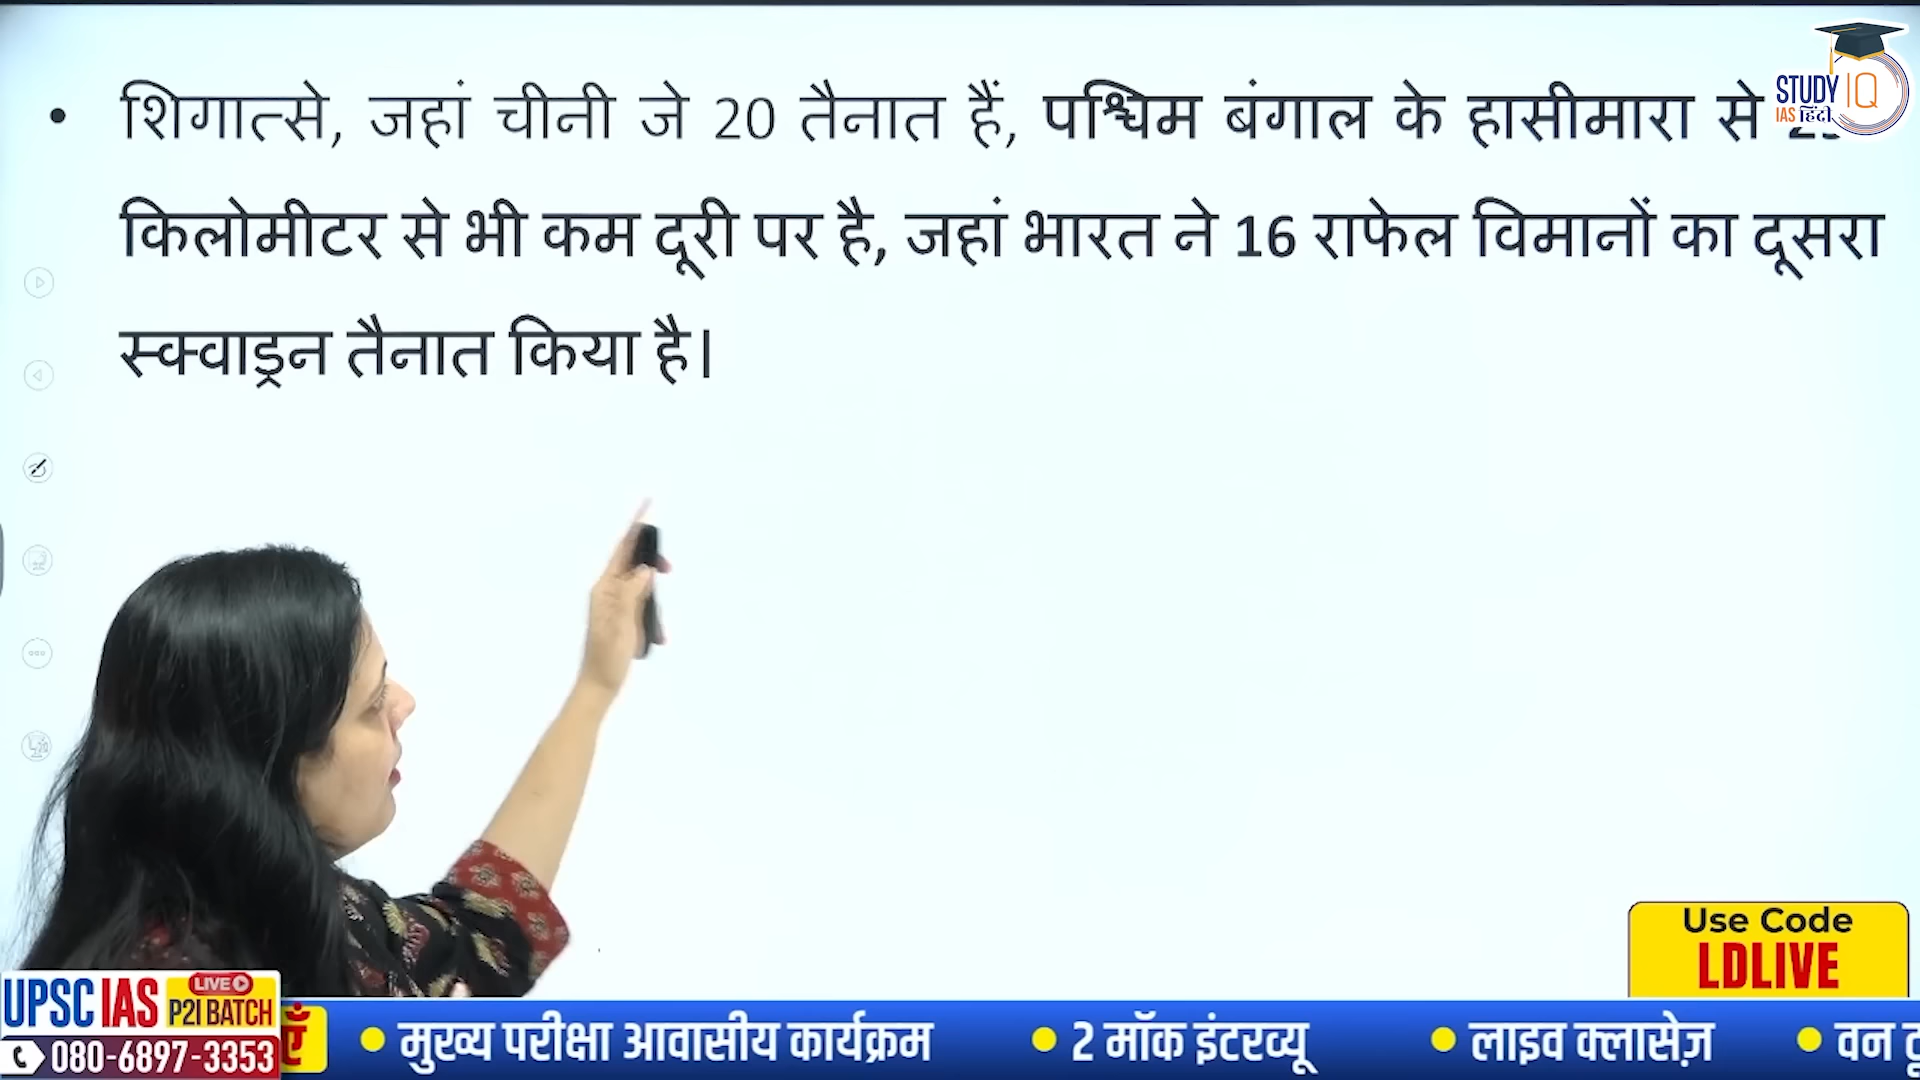 • शिगात्से, जहां चीनी जे 20 तैनात हैं, पश्चिम बंगाल के हासीमारा से
किलोमीटर से भी कम दूरी पर है, जहां भारत ने 16 राफेल विमानों का दूसरा
स्क्वाड्रन तैनात किया है।
STUDY IQ
IAS हिंदी
Use Code
LDLIVE
UPSC IAS
LIVE
P2I BATCH
080-6897-3353
• मुख्य परीक्षा आवासीय कार्यक्रम • 2 मॉक इंटरव्यू • लाइव क्लासेज़ • वन